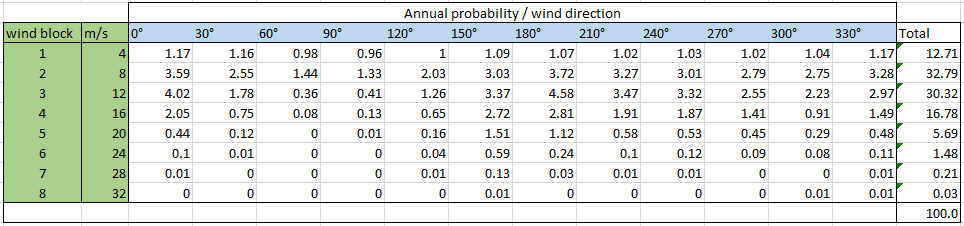 Annual probability / wind direction
wind block m/s 0° 30° 60° 90° 120° 150° 180° 210° 240° 270° 300° 330° Total
1 4 1.17 1.16 0.98 0.96 1 1.09 1.07 1.02 1.03 1.02 1.04 1.17 12.71
2 8 3.59 2.55 1.44 1.33 2.03 3.03 3.72 3.27 3.01 2.79 2.75 3.28 32.79
3 12 4.02 1.78 0.36 0.41 1.26 3.37 4.58 3.47 3.32 2.55 2.23 2.97 30.32
4 16 2.05 0.75 0.08 0.13 0.65 2.72 2.81 1.91 1.87 1.41 0.91 1.49 16.78
5 20 0.44 0.12 0 0.01 0.16 1.51 1.12 0.58 0.53 0.45 0.29 0.48 5.69
6 24 0.1 0.01 0 0 0.04 0.59 0.24 0.1 0.12 0.09 0.08 0.11 1.48
7 28 0.01 0 0 0 0.01 0.13 0.03 0.01 0.01 0 0 0.01 0.21
8 32 0 0 0 0 0 0.01 0 0 0 0 0.01 0.01 0.03
100.0